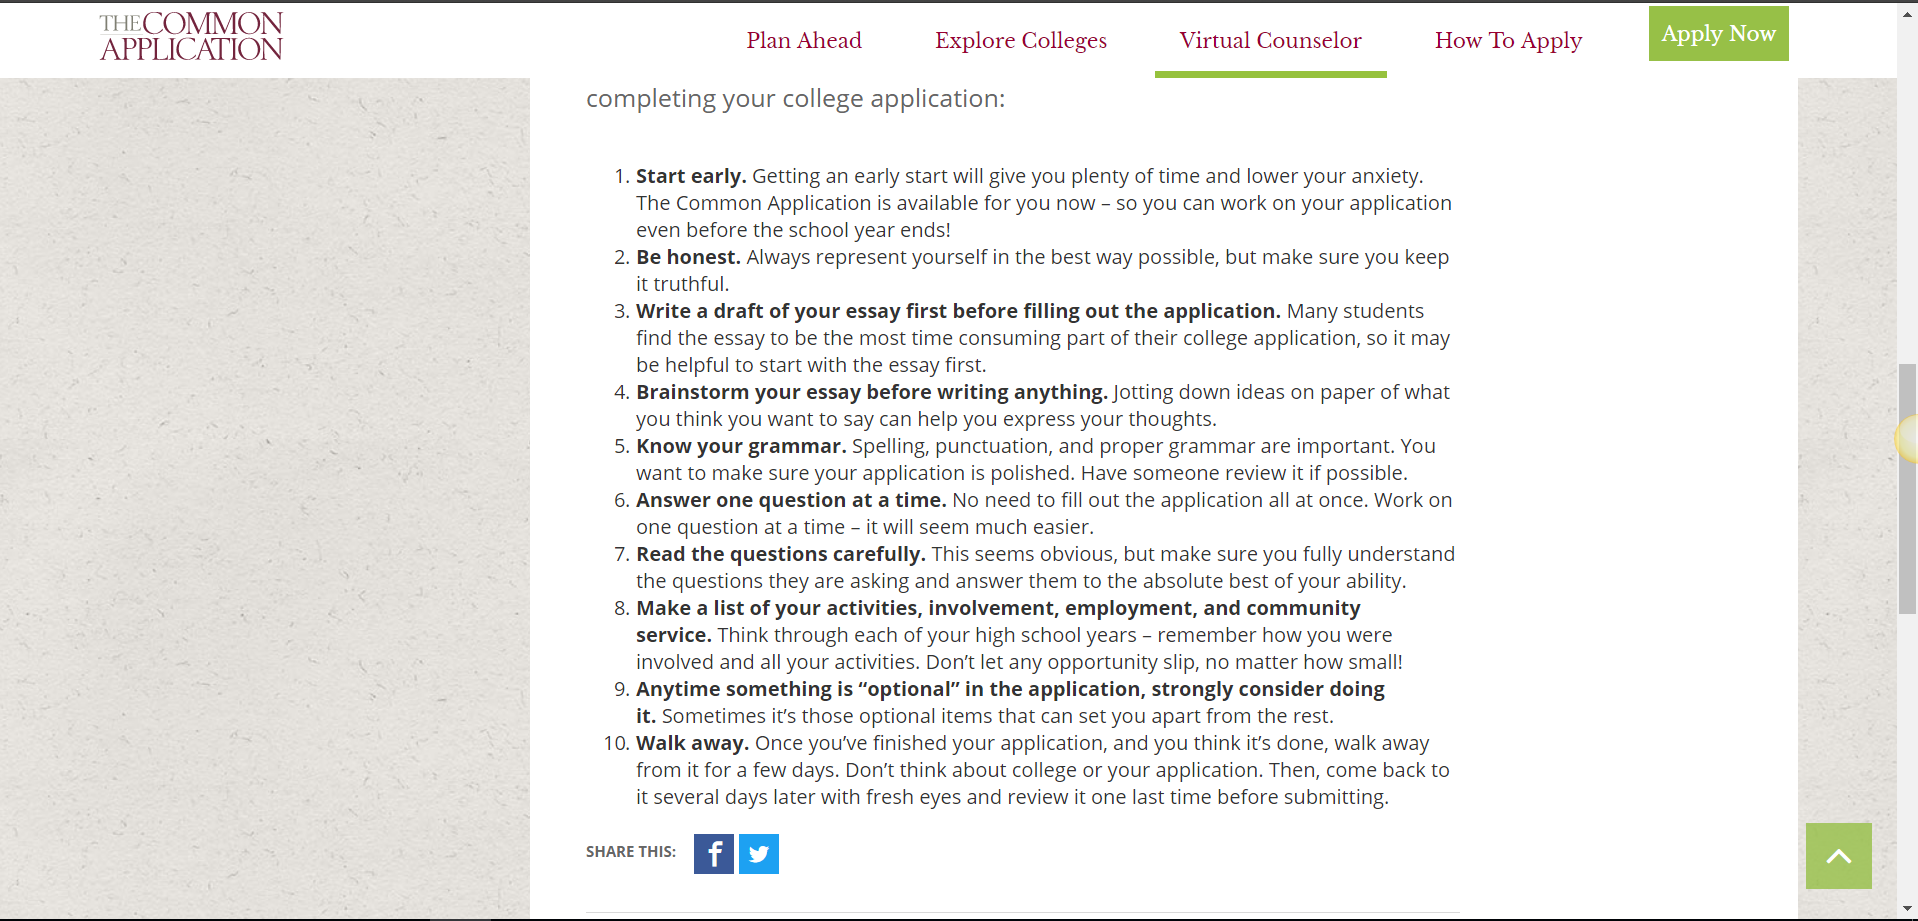 THE COMMON
APPLICATION
Plan Ahead
Explore Colleges
Virtual Counselor
How To Apply
Apply Now
completing your college application:
1. Start early. Getting an early start will give you plenty of time and lower your anxiety.
The Common Application is available for you now – so you can work on your application
even before the school year ends!
2. Be honest. Always represent yourself in the best way possible, but make sure you keep
it truthful.
3. Write a draft of your essay first before filling out the application. Many students
find the essay to be the most time consuming part of their college application, so it may
be helpful to start with the essay first.
4. Brainstorm your essay before writing anything. Jotting down ideas on paper of what
you think you want to say can help you express your thoughts.
5. Know your grammar. Spelling, punctuation, and proper grammar are important. You
want to make sure your application is polished. Have someone review it if possible.
6. Answer one question at a time. No need to fill out the application all at once. Work on
one question at a time – it will seem much easier.
7. Read the questions carefully. This seems obvious, but make sure you fully understand
the questions they are asking and answer them to the absolute best of your ability.
8. Make a list of your activities, involvement, employment, and community
service. Think through each of your high school years – remember how you were
involved and all your activities. Don’t let any opportunity slip, no matter how small!
9. Anytime something is “optional” in the application, strongly consider doing
it. Sometimes it’s those optional items that can set you apart from the rest.
10. Walk away. Once you’ve finished your application, and you think it’s done, walk away
from it for a few days. Don’t think about college or your application. Then, come back to
it several days later with fresh eyes and review it one last time before submitting.
SHARE THIS: